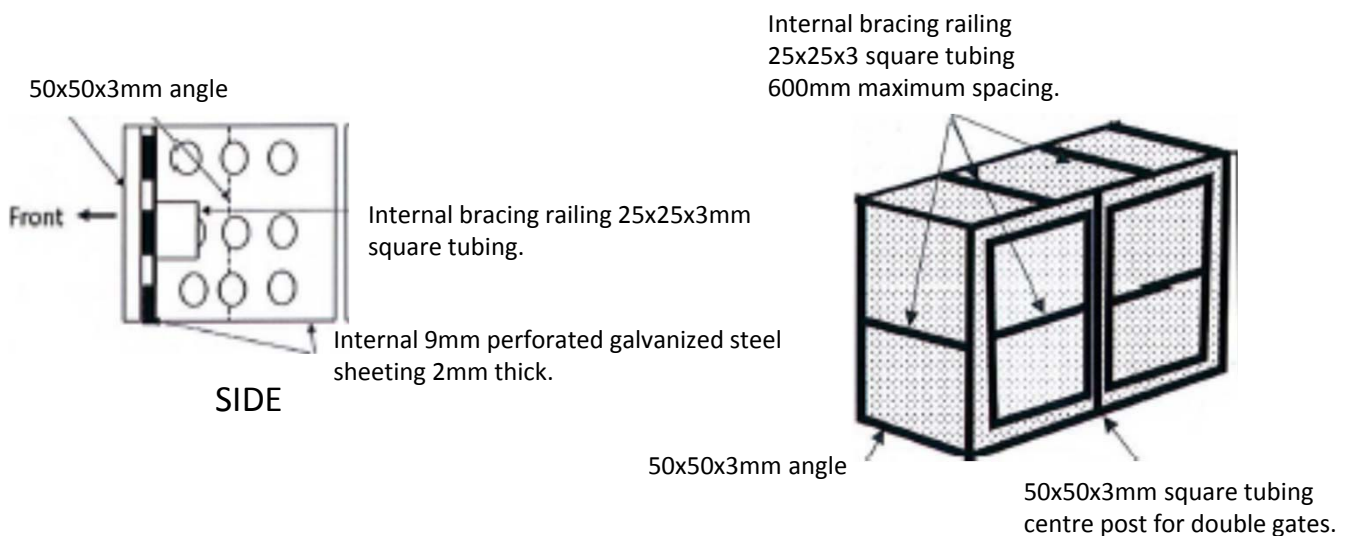 Internal bracing railing
25x25x3 square tubing
600mm maximum spacing.
50x50x3mm angle
Front
Internal bracing railing 25x25x3mm
square tubing.
Internal 9mm perforated galvanized steel
sheeting 2mm thick.
SIDE
50x50x3mm angle
50x50x3mm square tubing
centre post for double gates.